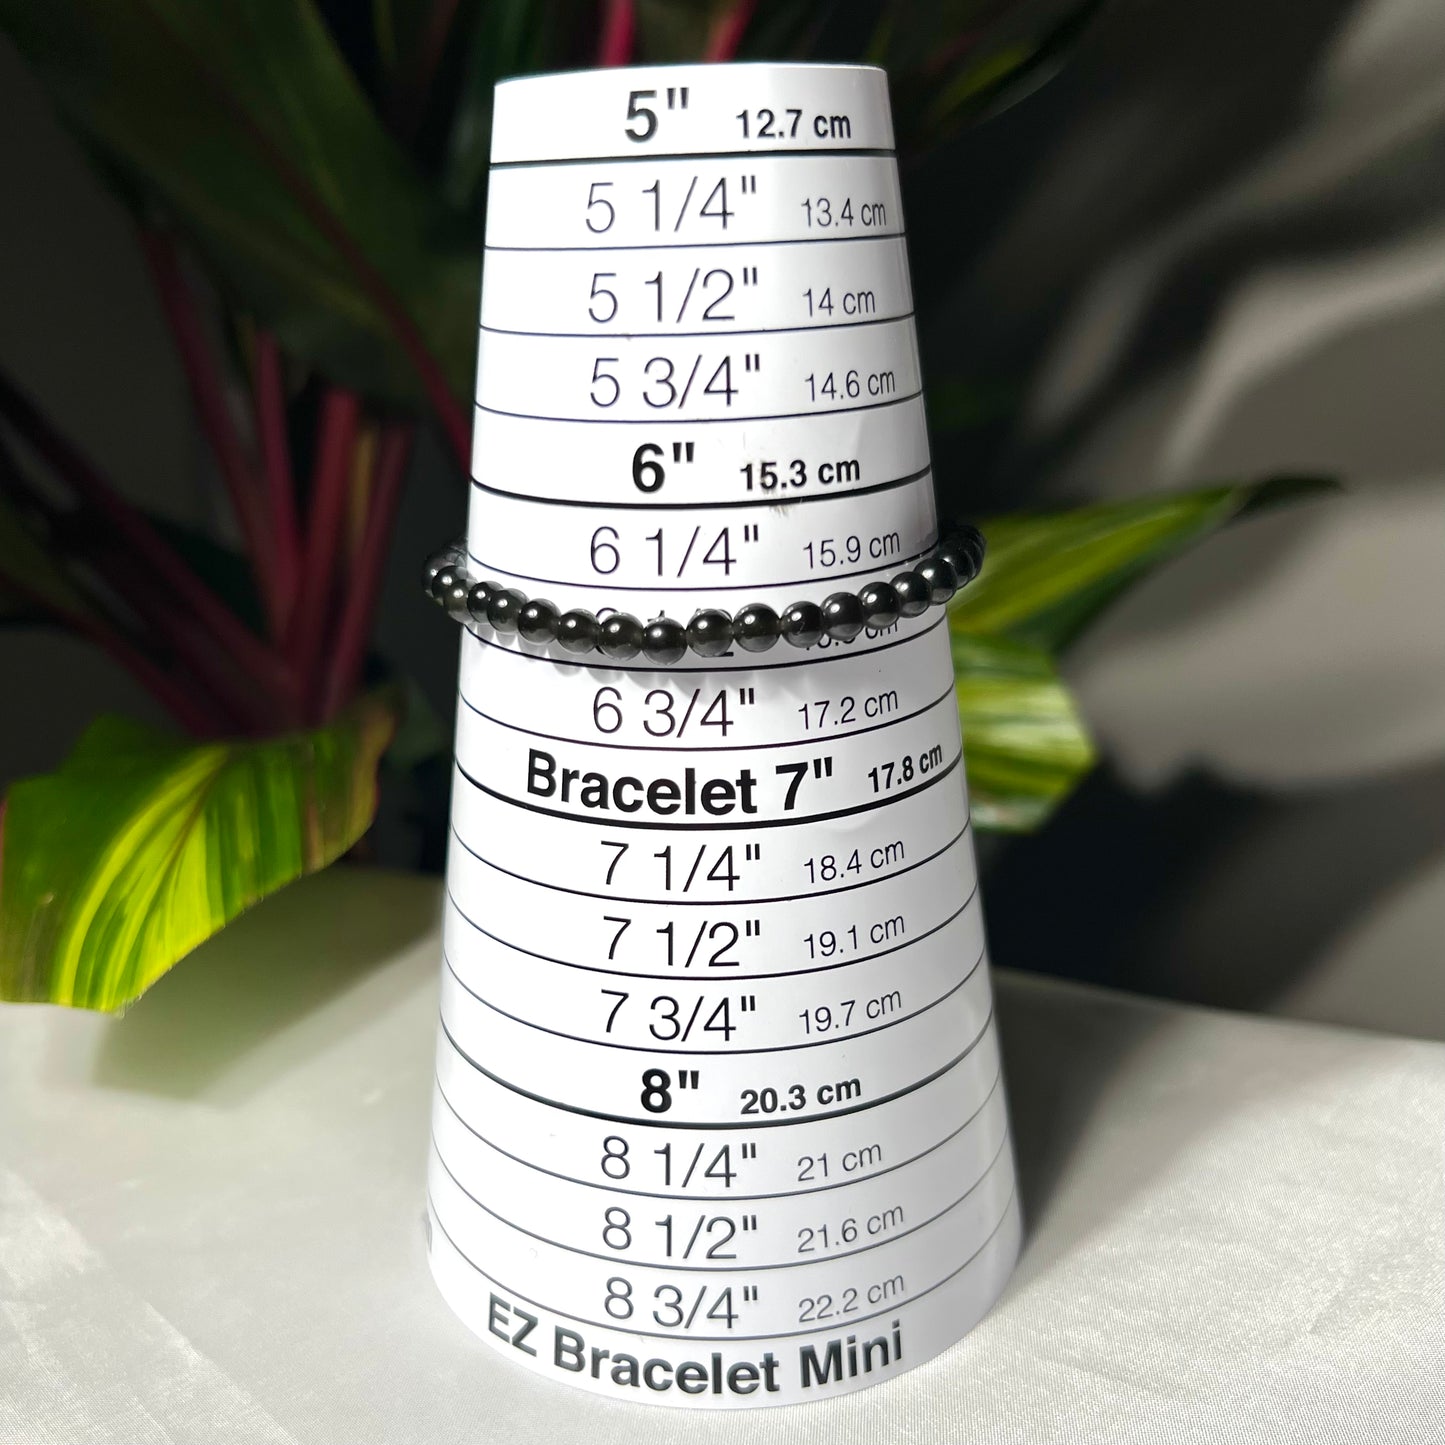 5" 12.7 cm
5 1/4" 13.4 cm
5 1/2" 14 cm
5 3/4" 14.6 cm
6" 15.3 cm
6 1/4" 15.9 cm
6 3/4" 17.2 cm
Bracelet 7" 17.8 cm
7 1/4" 18.4 cm
7 1/2" 19.1 cm
7 3/4" 19.7 cm
8" 20.3 cm
8 1/4" 21 cm
8 1/2" 21.6 cm
8 3/4" 22.2 cm
EZ Bracelet Mini